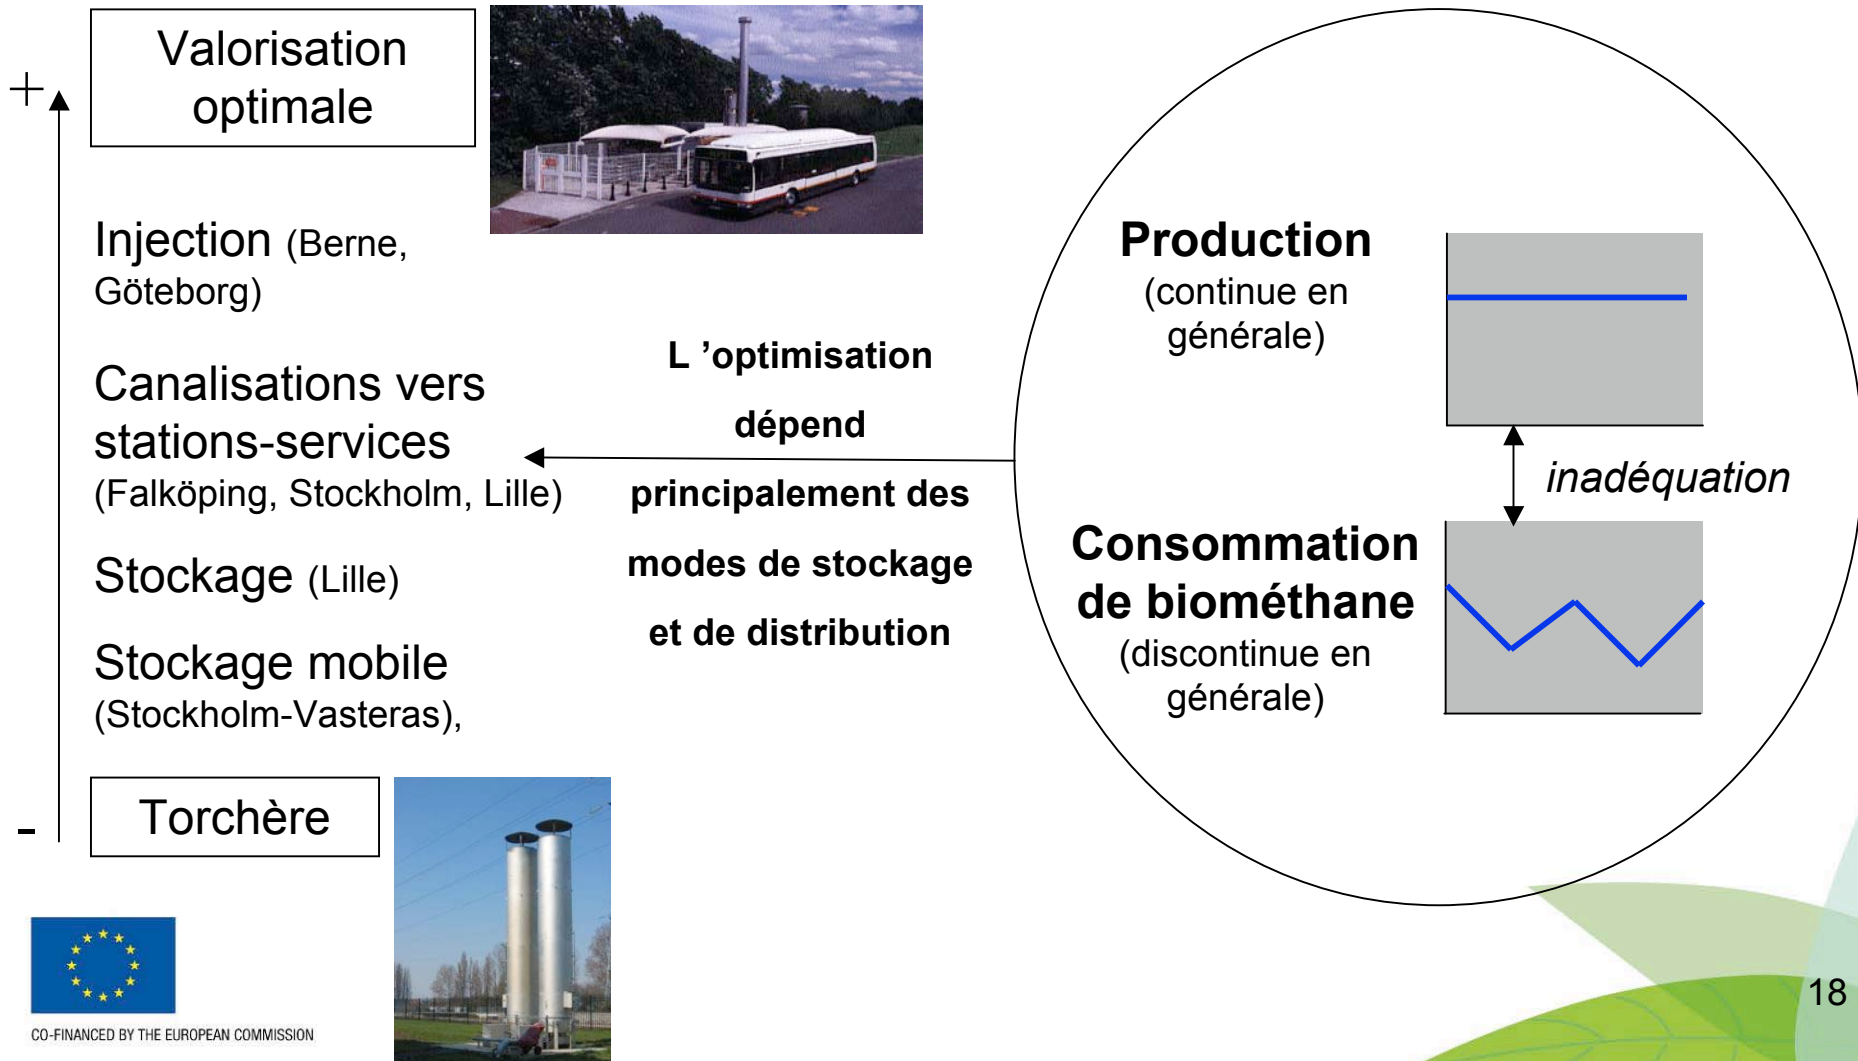 +
Valorisation
optimale
Injection (Berne,
Göteborg)
Canalisations vers
stations-services
(Falköping, Stockholm, Lille)
Stockage (Lille)
Stockage mobile
(Stockholm-Vasteras),
-
Torchère
L ’optimisation
dépend
principalement des
modes de stockage
et de distribution
Production
(continue en
générale)
inadéquation
Consommation
de biométhane
(discontinue en
générale)
CO-FINANCED BY THE EUROPEAN COMMISSION
18